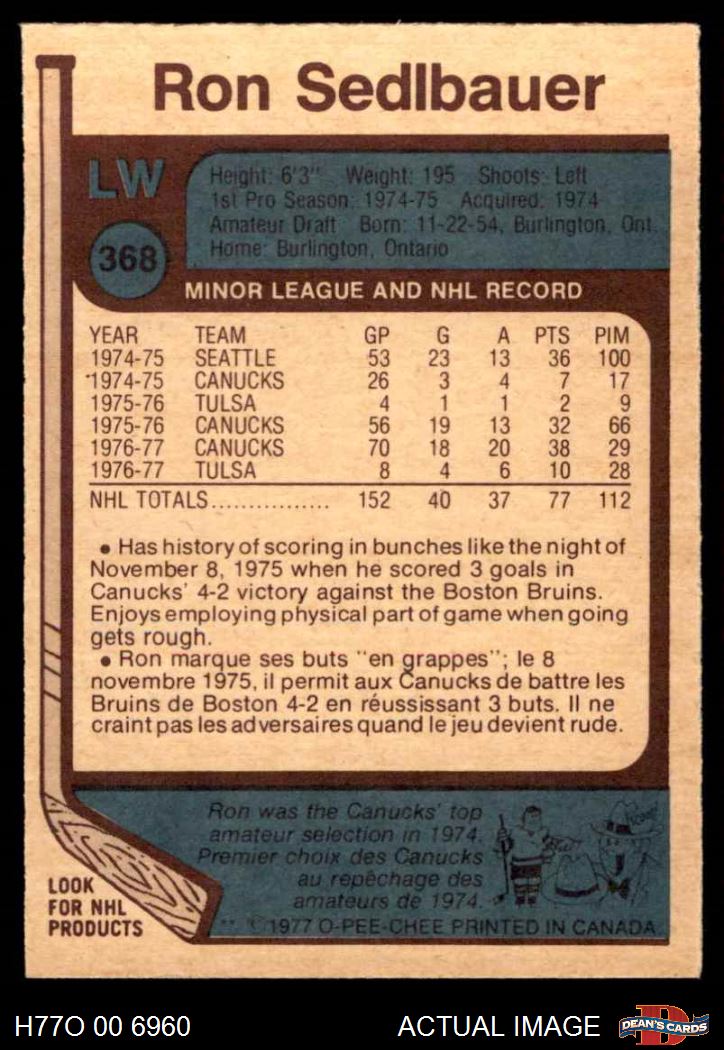 Ron Sedlbauer
LW
368
Height: 6'3" Weight: 195 Shoots: Left
1st Pro Season: 1974-75 Acquired: 1974
Amateur Draft Born: 11-22-54, Burlington, Ont.
Home: Burlington, Ontario
MINOR LEAGUE AND NHL RECORD
YEAR TEAM GP G A PTS PIM
1974-75 SEATTLE 53 23 13 36 100
1974-75 CANUCKS 26 3 4 7 17
1975-76 TULSA 4 1 1 2 9
1975-76 CANUCKS 56 19 13 32 66
1976-77 CANUCKS 70 18 20 38 29
1976-77 TULSA 8 4 6 10 28
NHL TOTALS................ 152 40 37 77 112
• Has history of scoring in bunches like the night of
November 8, 1975 when he scored 3 goals in
Canucks' 4-2 victory against the Boston Bruins.
Enjoys employing physical part of game when going
gets rough.
• Ron marque ses buts "en grappes"; le 8
novembre 1975, il permit aux Canucks de battre les
Bruins de Boston 4-2 en réussissant 3 buts. Il ne
craint pas les adversaires quand le jeu devient rude.
Ron was the Canucks' top
amateur selection in 1974.
Premier choix des Canucks
au repêchage des
amateurs de 1974.
LOOK
FOR NHL
PRODUCTS
** © 1977 O-PEE-CHEE PRINTED IN CANADA
H77O 00 6960
ACTUAL IMAGE
D
DEAN'S CARDS